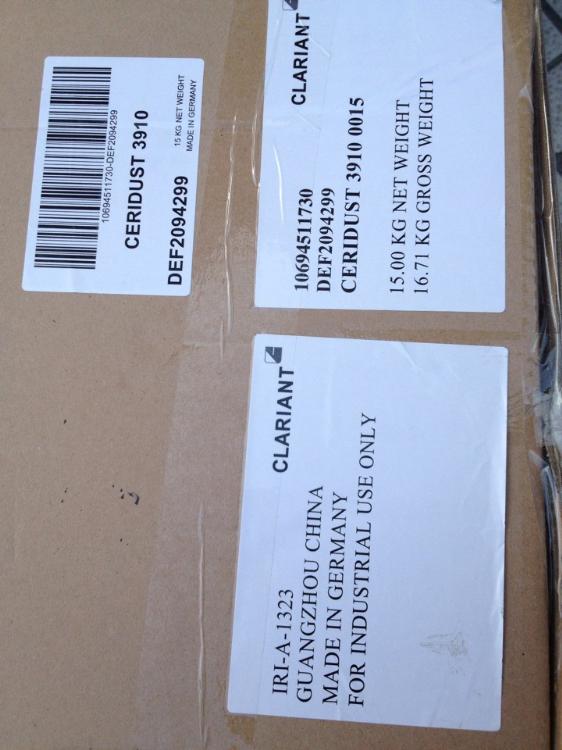 10694511730-DEF2094299
CERIDUST 3910
15 KG NET WEIGHT
MADE IN GERMANY
DEF2094299
CLARIANT
10694511730
DEF2094299
CERIDUST 3910 0015
15.00 KG NET WEIGHT
16.71 KG GROSS WEIGHT
CLARIANT
IRI-A-1323
GUANGZHOU CHINA
MADE IN GERMANY
FOR INDUSTRIAL USE ONLY